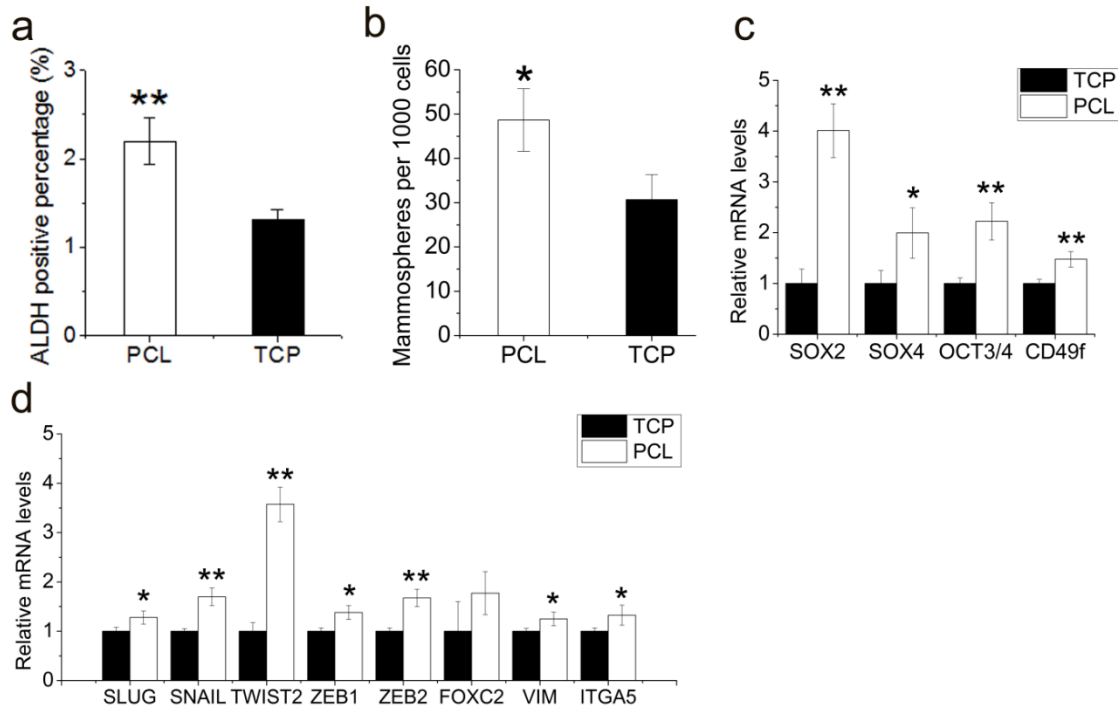 a
ALDH positive percentage (%)
3
2
1
0
**
PCL TCP
b
Mammospheres per 1000 cells
60
50
40
30
20
10
0
*
PCL TCP
c
Relative mRNA levels
5
4
3
2
1
0
TCP
PCL
** * ** **
SOX2 SOX4 OCT3/4 CD49f
d
Relative mRNA levels
5
4
3
2
1
0
TCP
PCL
* ** ** * ** * *
SLUG SNAIL TWIST2 ZEB1 ZEB2 FOXC2 VIM ITGA5